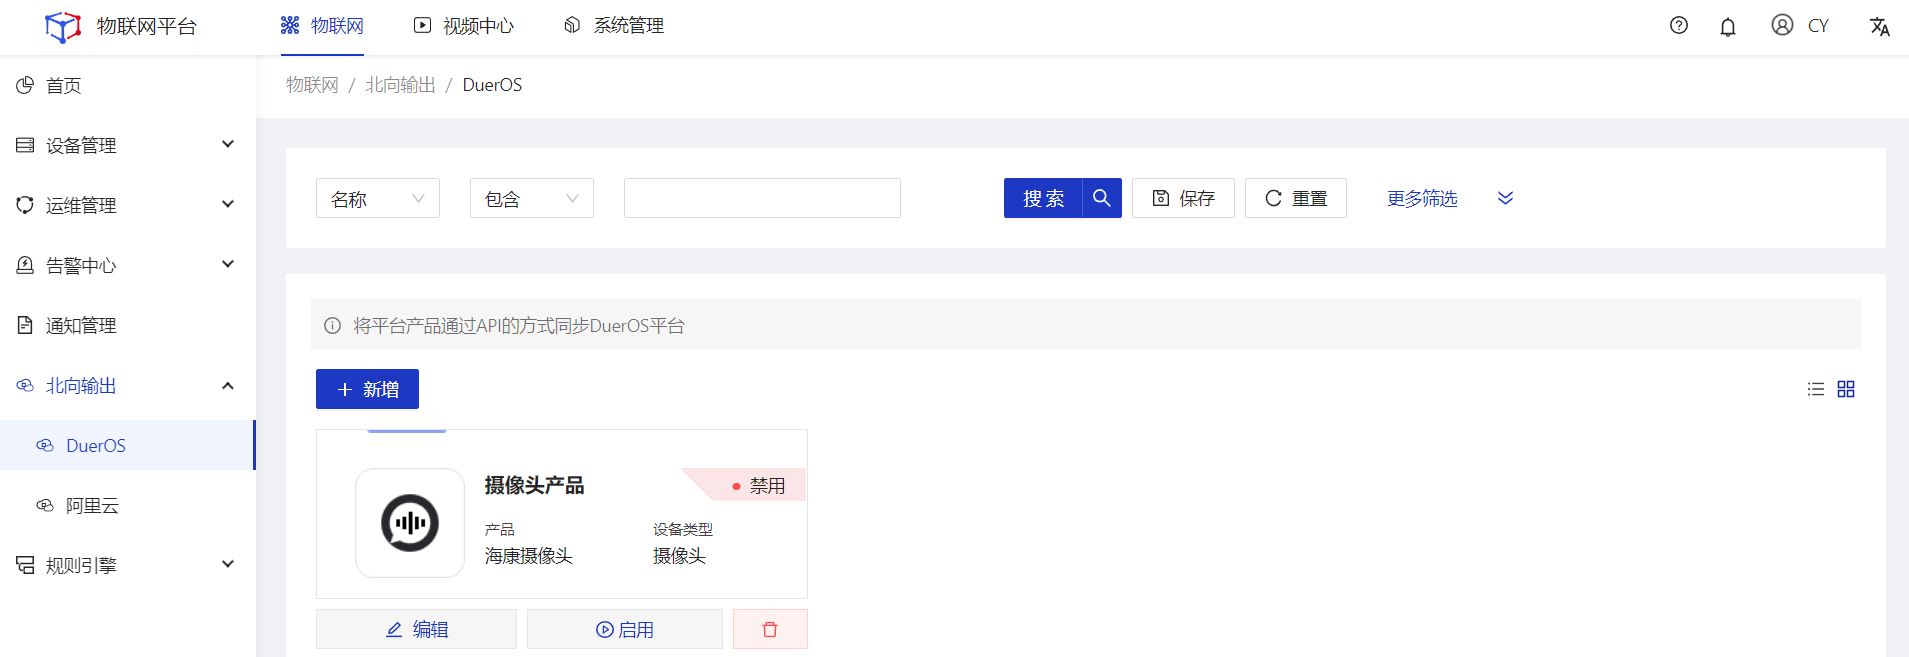 物联网平台
物联网
视频中心
系统管理
CY
首页
设备管理
运维管理
告警中心
通知管理
北向输出
DuerOS
阿里云
规则引擎
物联网 / 北向输出 / DuerOS
名称
包含
搜索
保存
重置
更多筛选
将平台产品通过API的方式同步DuerOS平台
新增
摄像头产品
禁用
产品
设备类型
海康摄像头
摄像头
编辑
启用